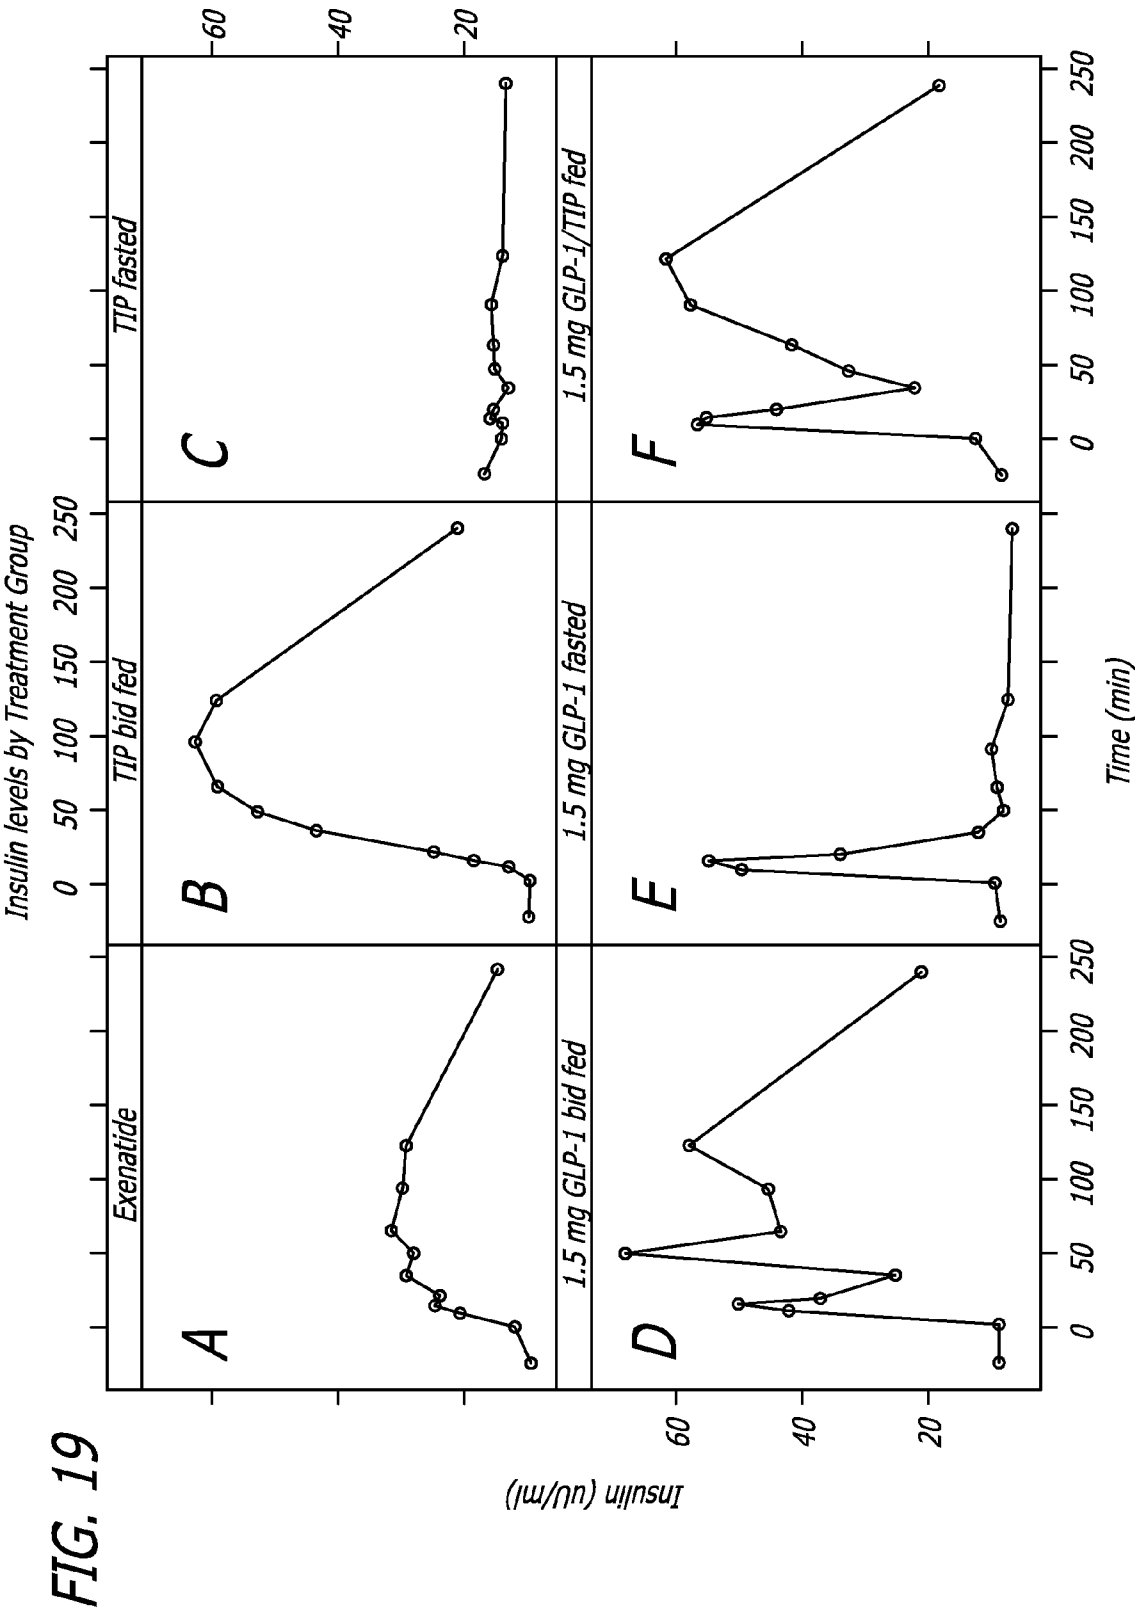 FIG. 19
Insulin levels by Treatment Group
0 50 100 150 200 250
Exenatide
TIP bid fed
TIP fasted
A
B
C
60
40
20
1.5 mg GLP-1 bid fed
1.5 mg GLP-1 fasted
1.5 mg GLP-1/TIP fed
D
E
F
60
40
20
Insulin (uU/ml)
0 50 100 150 200 250
0 50 100 150 200 250
Time (min)